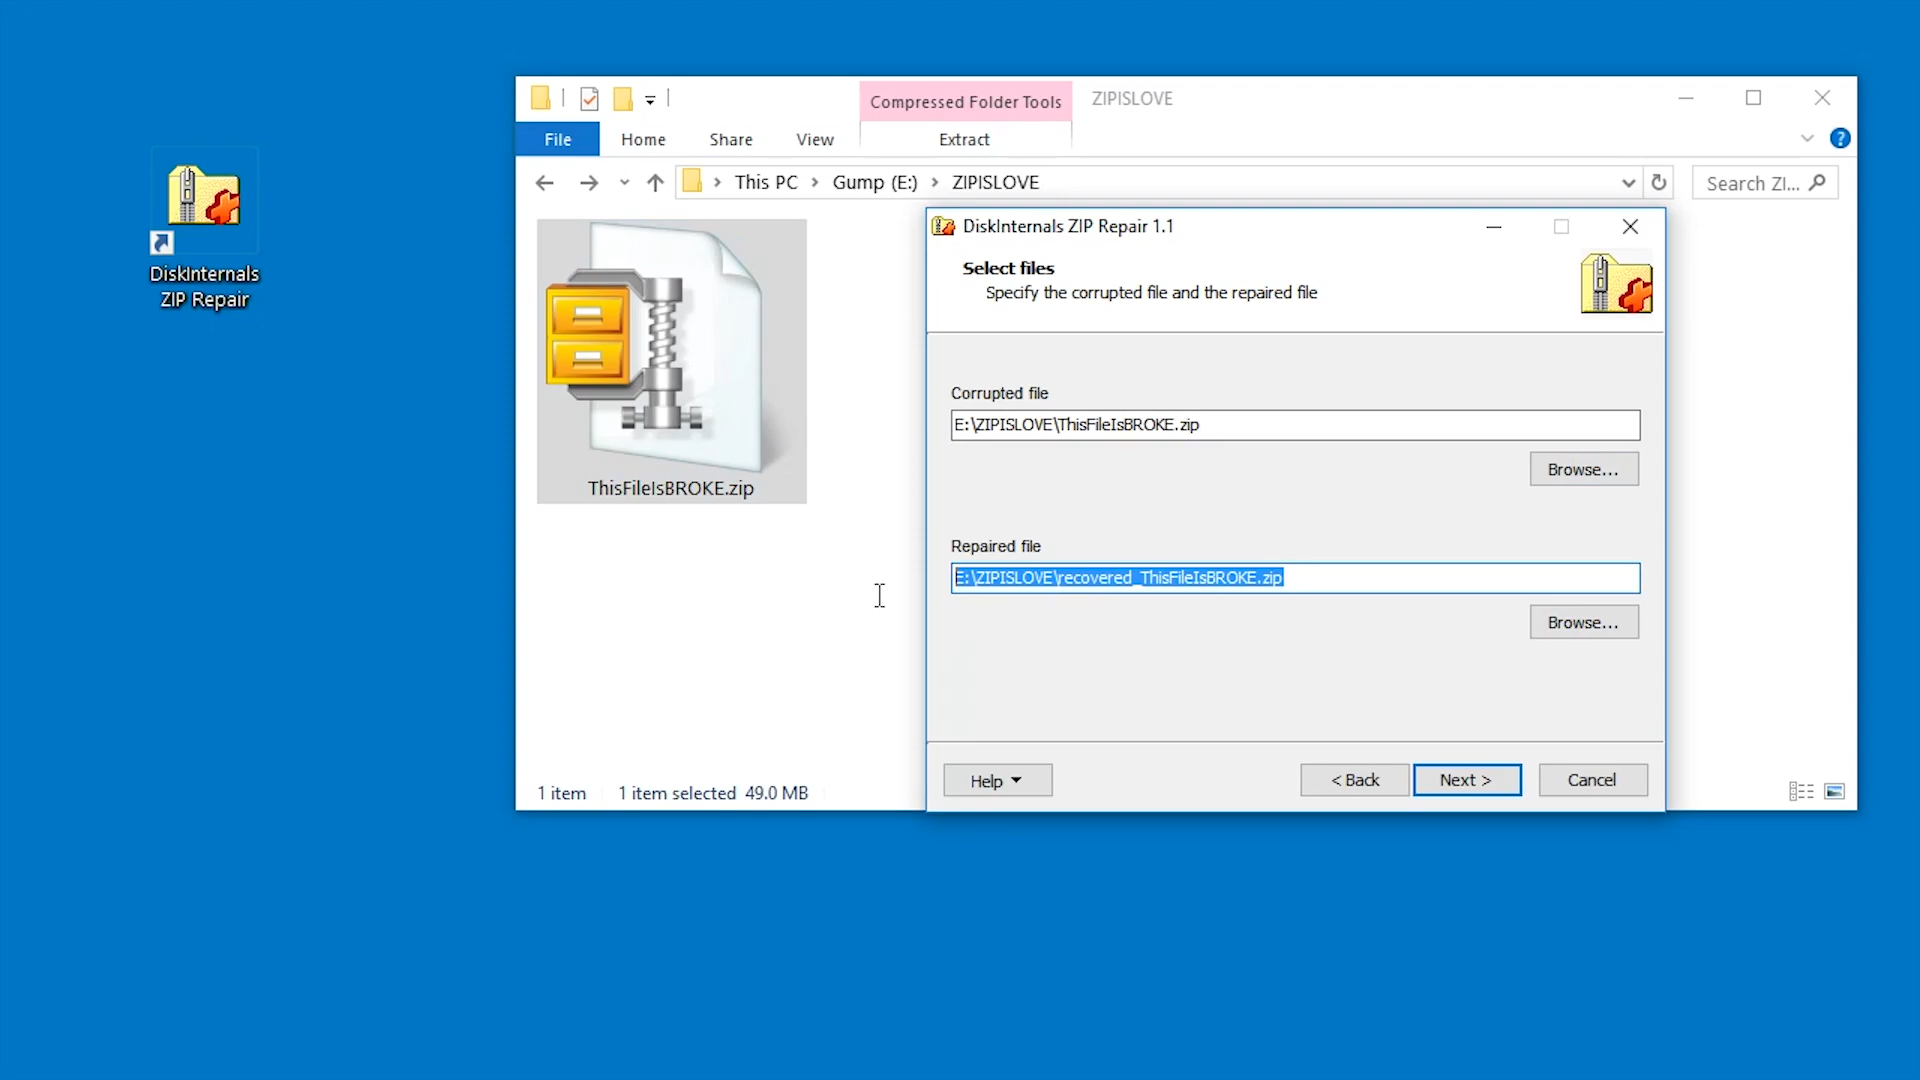 DiskInternals
ZIP Repair
Compressed Folder Tools
ZIPISLOVE
File
Home
Share
View
Extract
This PC
Gump (E:)
ZIPISLOVE
Search ZI...
ThisFileIsBROKE.zip
1 item
1 item selected 49.0 MB
DiskInternals ZIP Repair 1.1
Select files
Specify the corrupted file and the repaired file
Corrupted file
E:\ZIPISLOVE\ThisFileIsBROKE.zip
Browse...
Repaired file
E:\ZIPISLOVE\recovered_ThisFileIsBROKE.zip
Browse...
Help
< Back
Next >
Cancel